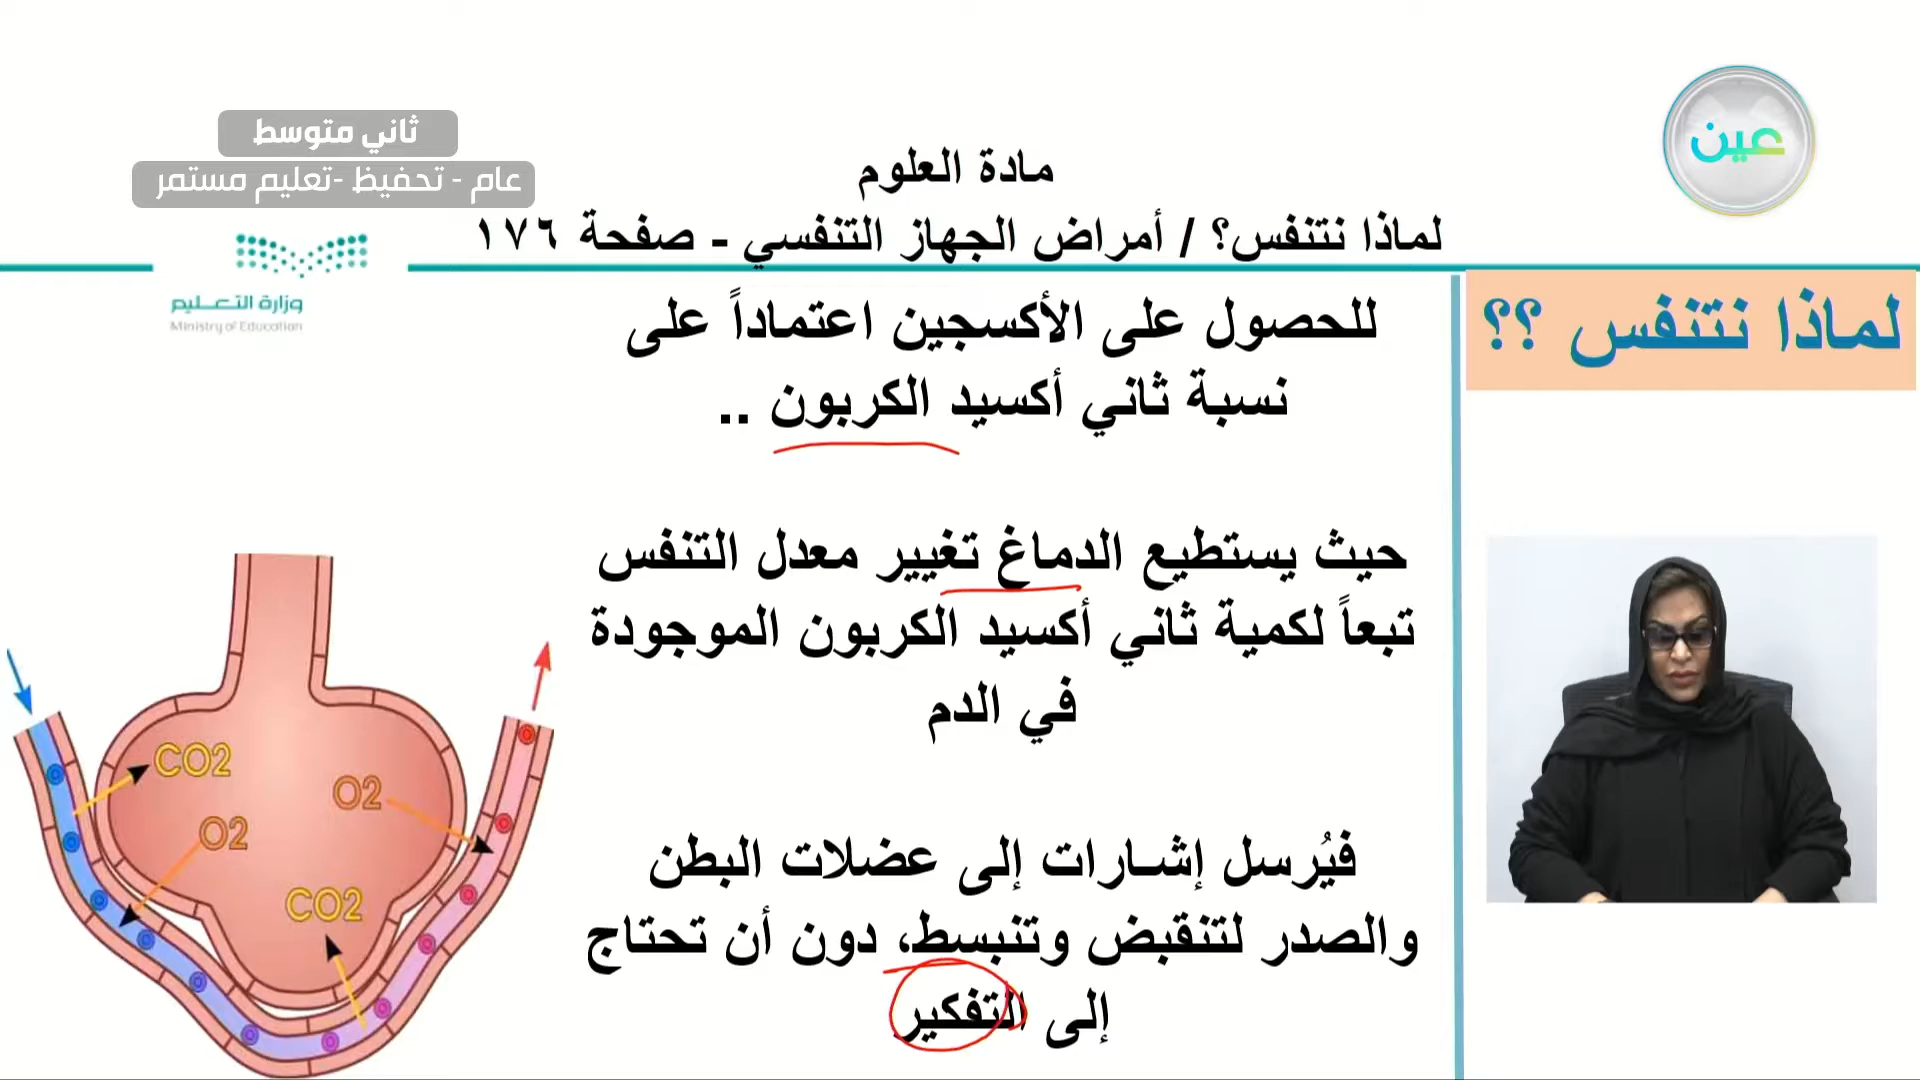 ثاني متوسط
عام - تحفيظ -تعليم مستمر
عين
مادة العلوم
لماذا نتنفس؟ / أمراض الجهاز التنفسي - صفحة ١٧٦
وزارة التعليم
Ministry of Education
لماذا نتنفس ؟؟
للحصول على الأكسجين اعتماداً على
نسبة ثاني أكسيد الكربون ..
حيث يستطيع الدماغ تغيير معدل التنفس
تبعاً لكمية ثاني أكسيد الكربون الموجودة
في الدم
فيُرسل إشارات إلى عضلات البطن
والصدر لتنقبض وتنبسط، دون أن تحتاج
إلى التفكير
CO2
O2
O2
CO2